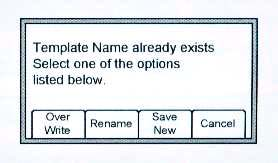 Template Name already exists
Select one of the options
listed below.
Over
Write
Rename
Save
New
Cancel